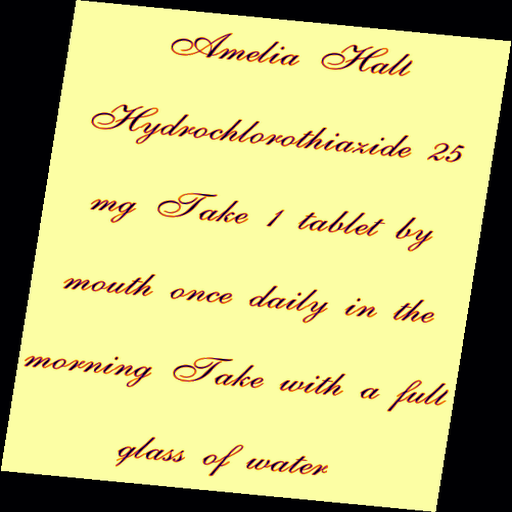 Amelia Hall
Hydrochlorothiazide 25
mg Take 1 tablet by
mouth once daily in the
morning Take with a full
glass of water